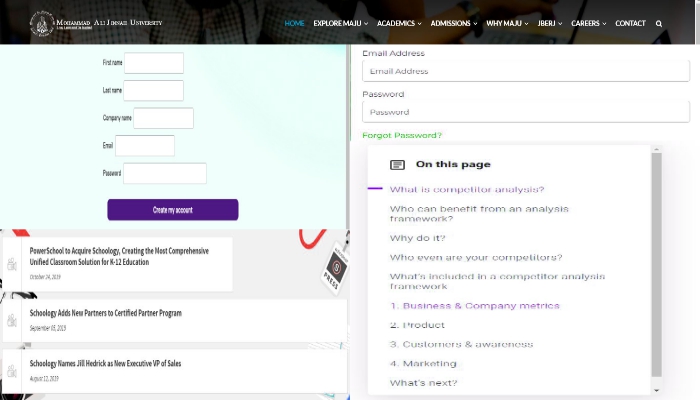 Mohammad Ali Jinnah University
HOME EXPLORE MAJU ACADEMICS ADMISSIONS WHY MAJU JBERJ CAREERS CONTACT
First name
Last name
Company name
Email
Password
Create my account
Email Address
Email Address
Password
Password
Forgot Password?
PowerSchool to Acquire Schoology, Creating the Most Comprehensive
Unified Classroom Solution for K-12 Education
October 24, 2019
Schoology Adds New Partners to Certified Partner Program
September 05, 2019
Schoology Names Jill Hedrick as New Executive VP of Sales
August 12, 2019
PRESS
On this page
What is competitor analysis?
Who can benefit from an analysis
framework?
Why do it?
Who even are your competitors?
What's included in a competitor analysis
framework
1. Business & Company metrics
2. Product
3. Customers & awareness
4. Marketing
What's next?